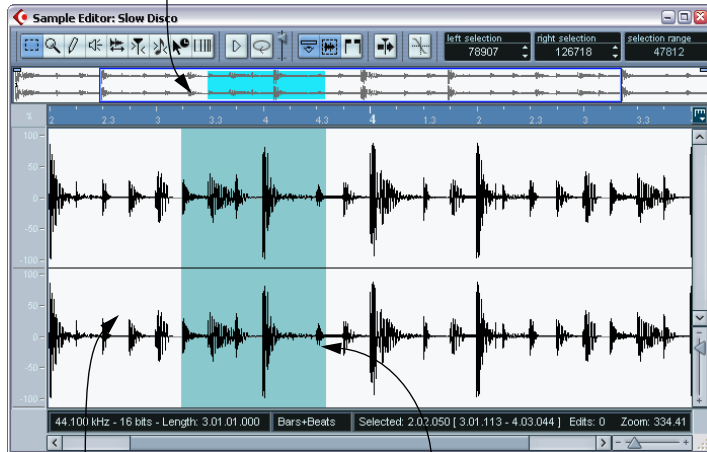 Sample Editor: Slow Disco
left selection right selection selection range
78907 126718 47812
% 2 2.3 3 3.3 4 4.3 4 1.3 2 2.3 3 3.3
100
50
0
-50
-100
100
50
0
-50
-100
44.100 kHz - 16 bits - Length: 3.01.01.000 Bars+Beats Selected: 2.02.050 [ 3.01.113 - 4.03.044 ] Edits: 0 Zoom: 334.41